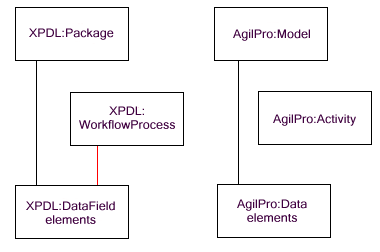 XPDL:Package
AgilPro:Model
XPDL:
WorkflowProcess
AgilPro:Activity
XPDL:DataField
elements
AgilPro:Data
elements